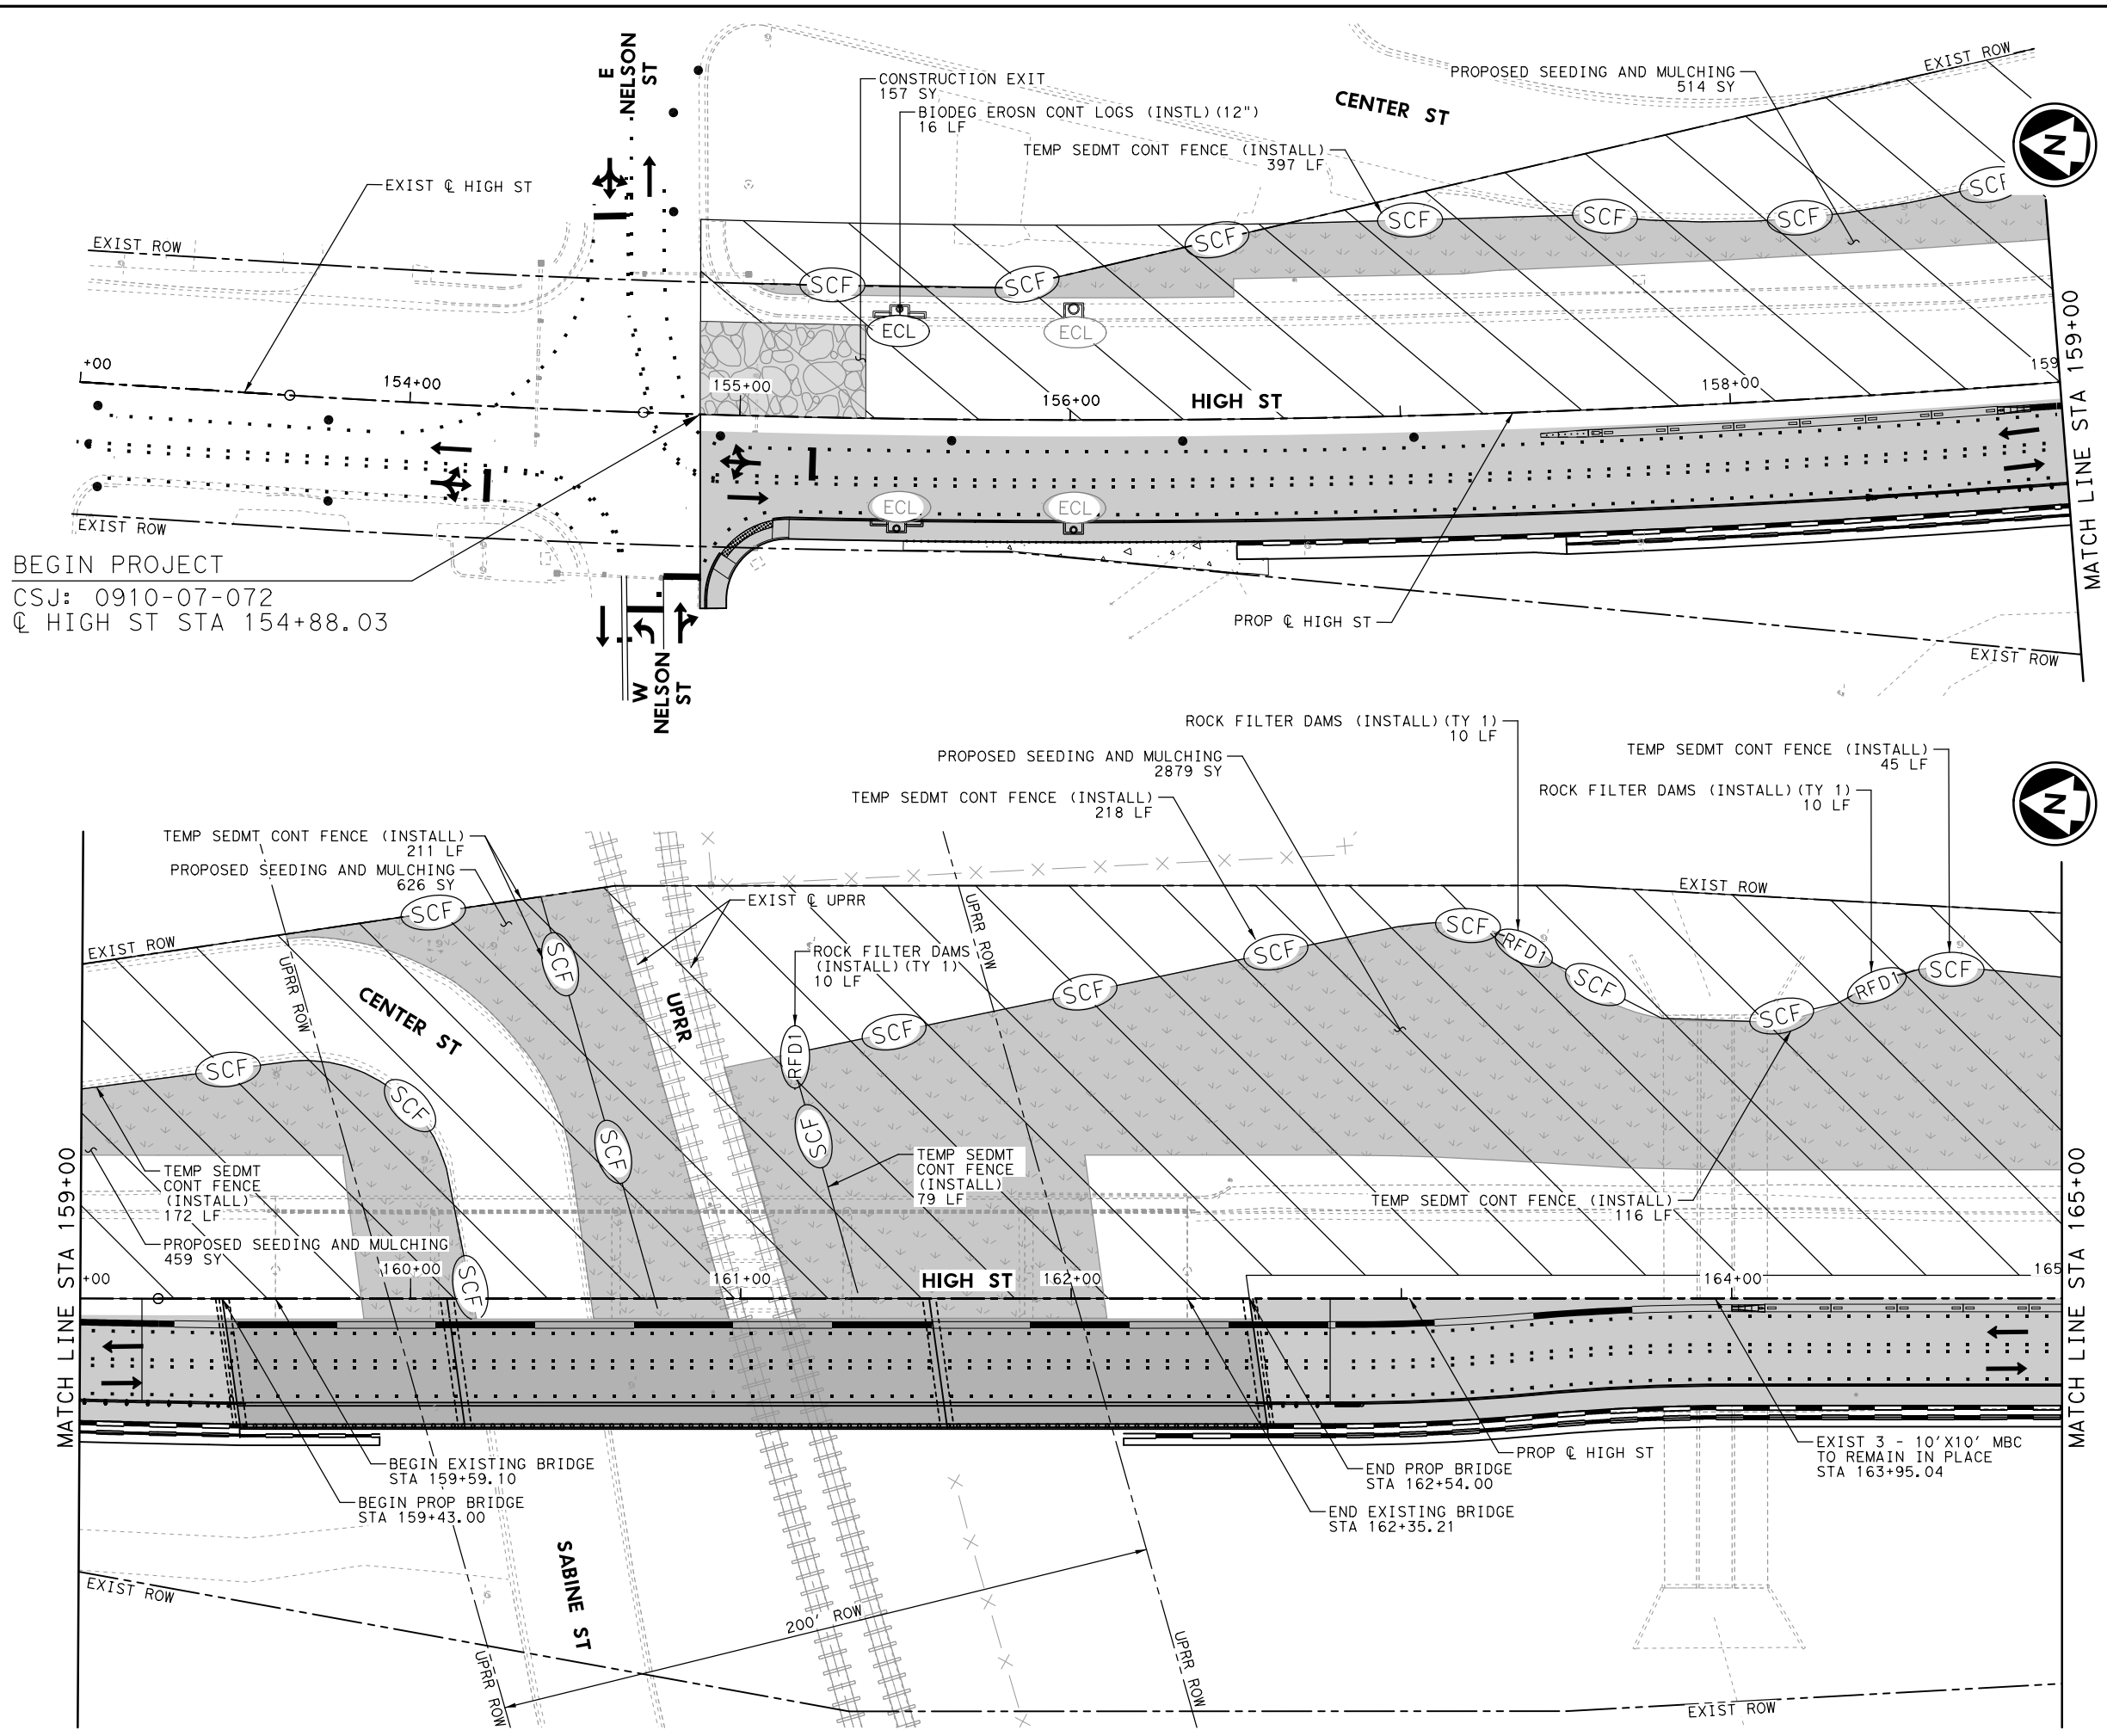 E
NELSON
ST
CONSTRUCTION EXIT
157 SY
BIODEG EROSN CONT LOGS (INSTL)(12")
16 LF
TEMP SEDMT CONT FENCE (INSTALL)
397 LF
CENTER ST
PROPOSED SEEDING AND MULCHING
514 SY
EXIST ROW
N
EXIST ℄ HIGH ST
EXIST ROW
SCF
SCF
SCF
SCF
SCF
SCF
SCF
ECL
ECL
+00
154+00
155+00
156+00
HIGH ST
158+00
159
ECL
ECL
EXIST ROW
MATCH LINE STA 159+00
BEGIN PROJECT
CSJ: 0910-07-072
℄ HIGH ST STA 154+88.03
PROP ℄ HIGH ST
EXIST ROW
W
NELSON
ST
ROCK FILTER DAMS (INSTALL)(TY 1)
10 LF
PROPOSED SEEDING AND MULCHING
2879 SY
TEMP SEDMT CONT FENCE (INSTALL)
45 LF
TEMP SEDMT CONT FENCE (INSTALL)
218 LF
ROCK FILTER DAMS (INSTALL)(TY 1)
10 LF
N
TEMP SEDMT CONT FENCE (INSTALL)
211 LF
PROPOSED SEEDING AND MULCHING
626 SY
EXIST ℄ UPRR
EXIST ROW
EXIST ROW
UPRR ROW
UPRR ROW
SCF
SCF
ROCK FILTER DAMS
(INSTALL)(TY 1)
10 LF
CENTER ST
UPRR
SCF
RFD1
SCF
SCF
SCF
SCF
RFD1
SCF
SCF
RFD1
SCF
SCF
SCF
SCF
SCF
TEMP SEDMT
CONT FENCE
(INSTALL)
172 LF
TEMP SEDMT
CONT FENCE
(INSTALL)
79 LF
TEMP SEDMT CONT FENCE (INSTALL)
116 LF
PROPOSED SEEDING AND MULCHING
459 SY
SCF
+00
160+00
161+00
HIGH ST
162+00
164+00
165
MATCH LINE STA 159+00
MATCH LINE STA 165+00
BEGIN EXISTING BRIDGE
STA 159+59.10
BEGIN PROP BRIDGE
STA 159+43.00
PROP ℄ HIGH ST
END PROP BRIDGE
STA 162+54.00
END EXISTING BRIDGE
STA 162+35.21
EXIST 3 - 10'X10' MBC
TO REMAIN IN PLACE
STA 163+95.04
SABINE ST
EXIST ROW
200' ROW
UPRR ROW
UPRR ROW
EXIST ROW